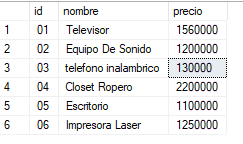 id nombre precio
1 01 Televisor 1560000
2 02 Equipo De Sonido 1200000
3 03 telefono inalambrico 130000
4 04 Closet Ropero 2200000
5 05 Escritorio 1100000
6 06 Impresora Laser 1250000